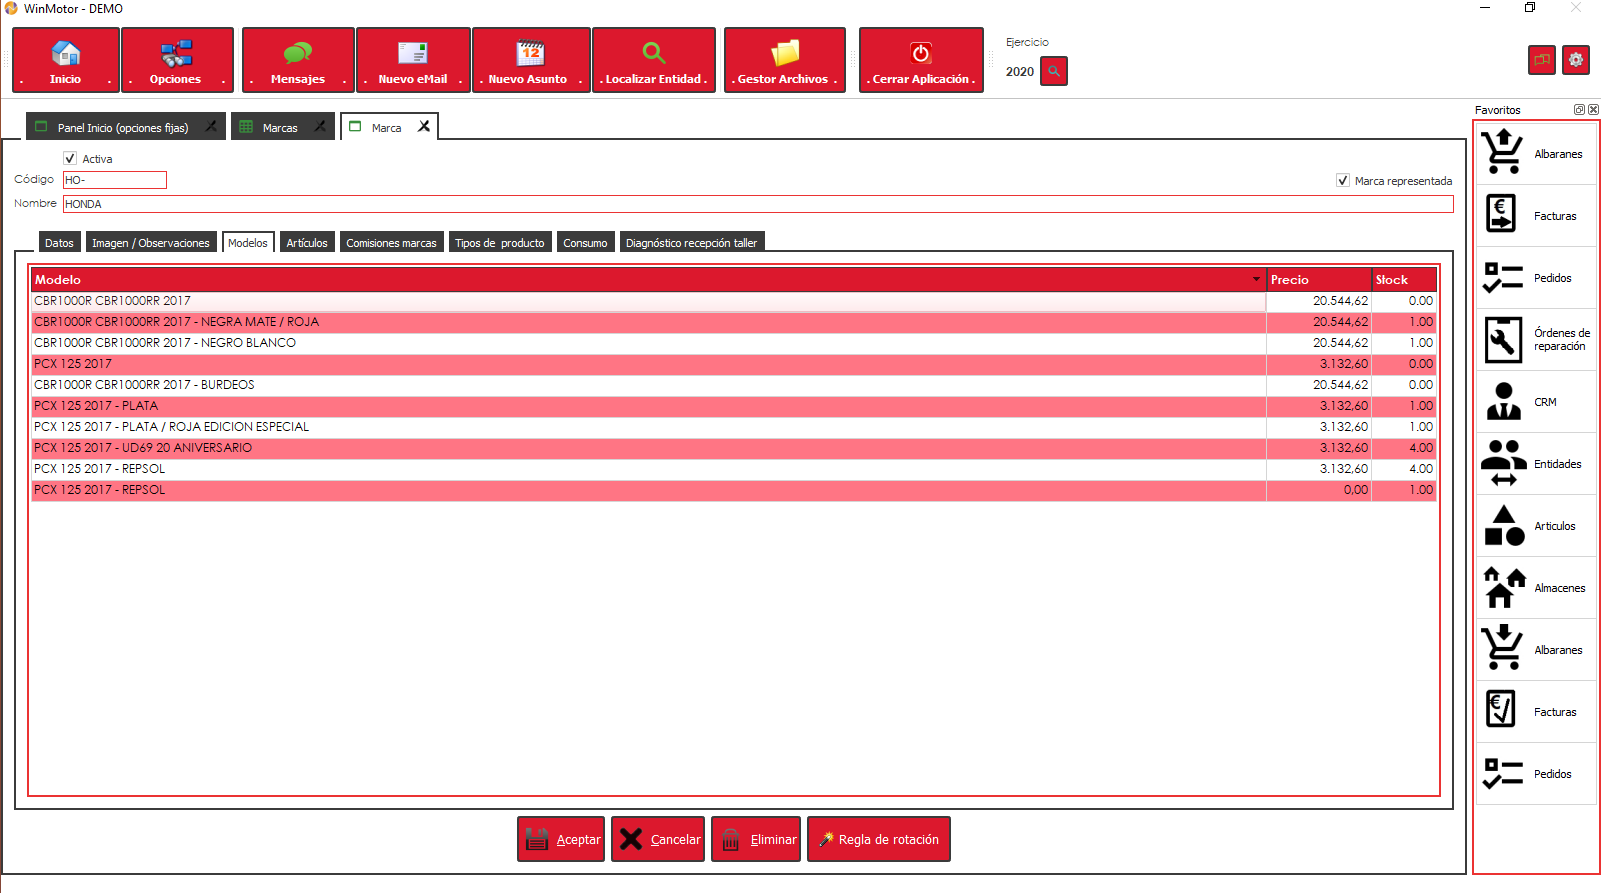 WinMotor - DEMO
. Inicio .
. Opciones .
. Mensajes .
. Nuevo eMail .
. Nuevo Asunto .
. Localizar Entidad .
. Gestor Archivos .
. Cerrar Aplicación .
Ejercicio
2020
Panel Inicio (opciones fijas)
Marcas
Marca
Activa
Código HO-
Marca representada
Nombre HONDA
Datos
Imagen / Observaciones
Modelos
Artículos
Comisiones marcas
Tipos de producto
Consumo
Diagnóstico recepción taller
Modelo Precio Stock
CBR1000R CBR1000RR 2017 20.544,62 0.00
CBR1000R CBR1000RR 2017 - NEGRA MATE / ROJA 20.544,62 1.00
CBR1000R CBR1000RR 2017 - NEGRO BLANCO 20.544,62 1.00
PCX 125 2017 3.132,60 0.00
CBR1000R CBR1000RR 2017 - BURDEOS 20.544,62 0.00
PCX 125 2017 - PLATA 3.132,60 1.00
PCX 125 2017 - PLATA / ROJA EDICION ESPECIAL 3.132,60 1.00
PCX 125 2017 - UD69 20 ANIVERSARIO 3.132,60 4.00
PCX 125 2017 - REPSOL 3.132,60 4.00
PCX 125 2017 - REPSOL 0,00 1.00
Aceptar
Cancelar
Eliminar
Regla de rotación
Favoritos
Albaranes
Facturas
Pedidos
Órdenes de
reparación
CRM
Entidades
Articulos
Almacenes
Albaranes
Facturas
Pedidos